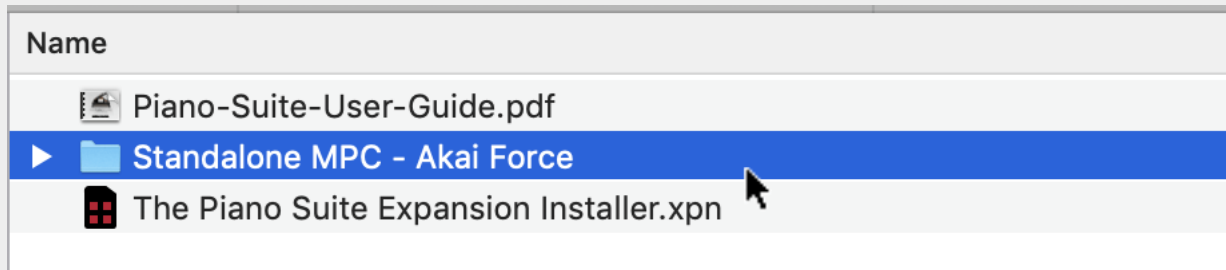 Name
Piano-Suite-User-Guide.pdf
Standalone MPC - Akai Force
The Piano Suite Expansion Installer.xpn